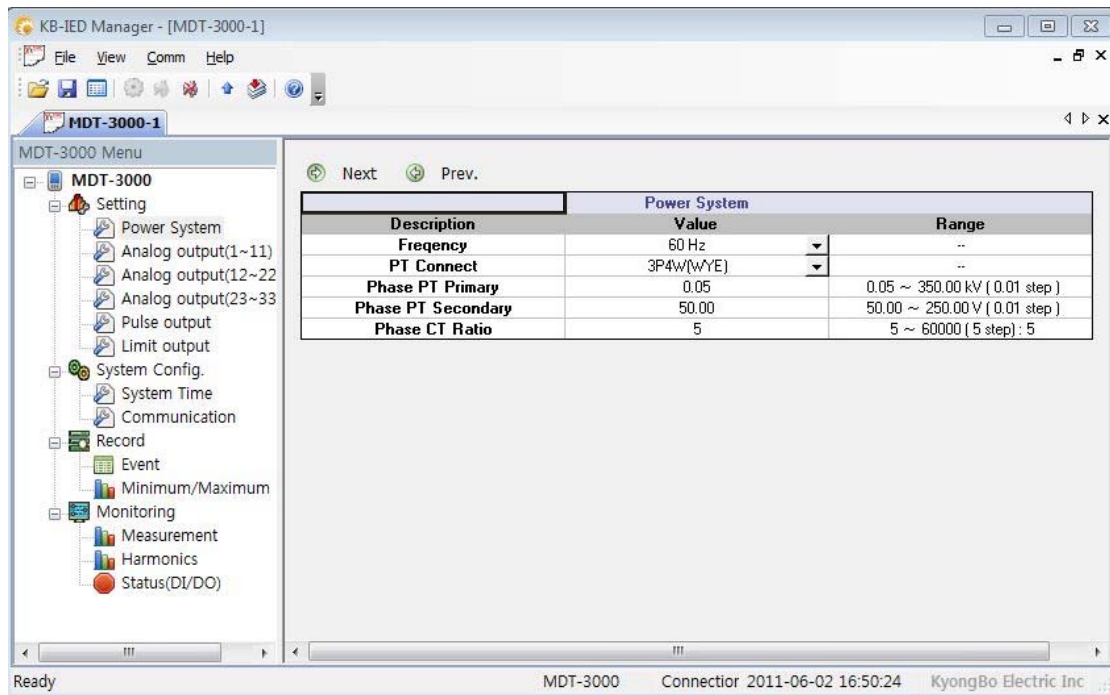 KB-IED Manager - [MDT-3000-1]
File View Comm Help
MDT-3000-1
MDT-3000 Menu
MDT-3000
Setting
Power System
Analog output(1~11)
Analog output(12~22
Analog output(23~33
Pulse output
Limit output
System Config.
System Time
Communication
Record
Event
Minimum/Maximum
Monitoring
Measurement
Harmonics
Status(DI/DO)
Next Prev.
Power System
Description Value Range
Freqency 60 Hz --
PT Connect 3P4W(WYE) --
Phase PT Primary 0.05 0.05 ~ 350.00 kV ( 0.01 step )
Phase PT Secondary 50.00 50.00 ~ 250.00 V ( 0.01 step )
Phase CT Ratio 5 5 ~ 60000 ( 5 step) : 5
Ready MDT-3000 Connectior 2011-06-02 16:50:24 KyongBo Electric Inc